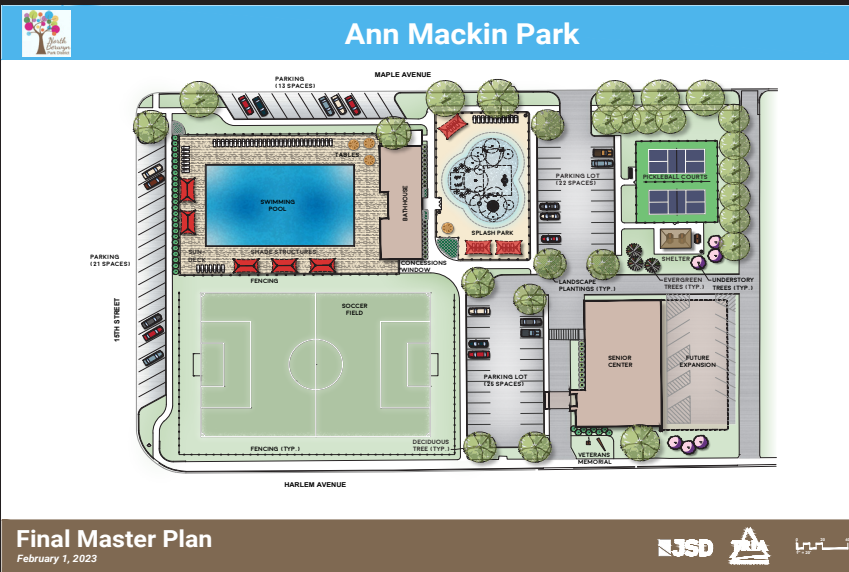 North
Berwyn
Park District
Ann Mackin Park
MAPLE AVENUE
PARKING
(13 SPACES)
TABLES
SWIMMING
POOL
BATHHOUSE
SPLASH PARK
PARKING LOT
(22 SPACES)
PICKLEBALL COURTS
SHELTER
SUN
DECK
SHADE STRUCTURES
CONCESSIONS
WINDOW
PARKING
(21 SPACES)
FENCING
LANDSCAPE
PLANTINGS (TYP.)
EVERGREEN
TREES (TYP.)
UNDERSTORY
TREES (TYP.)
15TH STREET
SOCCER
FIELD
PARKING LOT
(25 SPACES)
SENIOR
CENTER
FUTURE
EXPANSION
FENCING (TYP.)
DECIDUOUS
TREE (TYP.)
VETERANS
MEMORIAL
HARLEM AVENUE
Final Master Plan
February 1, 2023
JSD